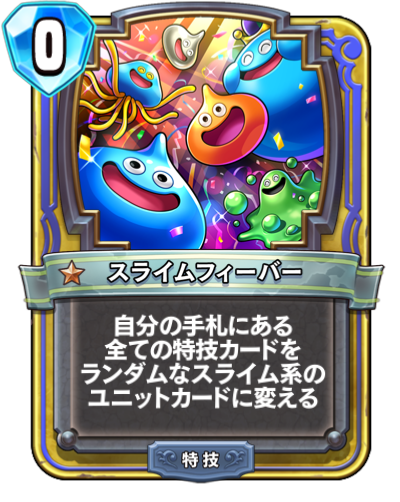 0
スライムフィーバー
自分の手札にある
全ての特技カードを
ランダムなスライム系の
ユニットカードに変える
特技